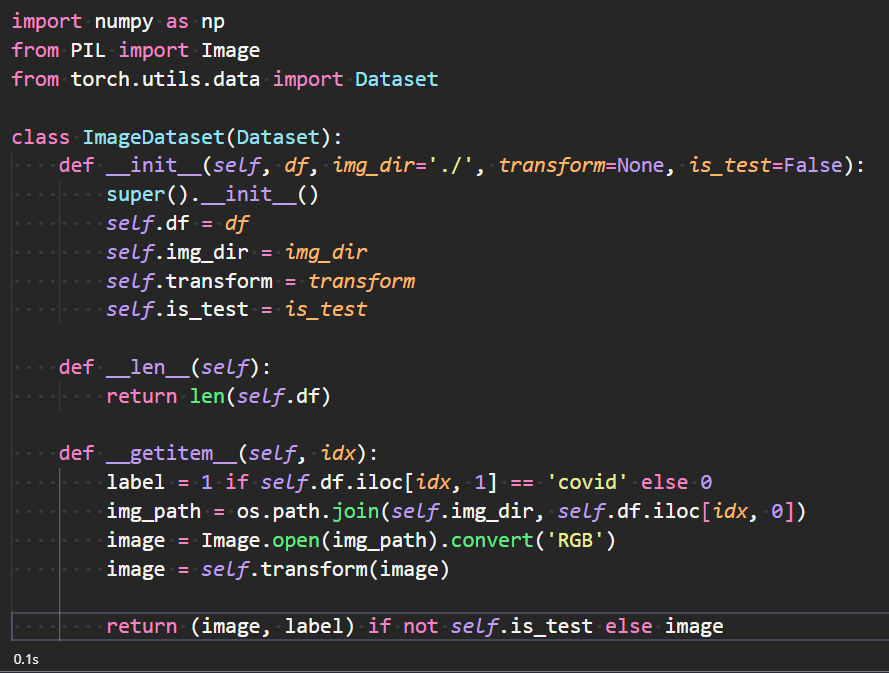 import numpy as np
from PIL import Image
from torch.utils.data import Dataset

class ImageDataset(Dataset):
    def __init__(self, df, img_dir='./', transform=None, is_test=False):
        super().__init__()
        self.df = df
        self.img_dir = img_dir
        self.transform = transform
        self.is_test = is_test

    def __len__(self):
        return len(self.df)

    def __getitem__(self, idx):
        label = 1 if self.df.iloc[idx, 1] == 'covid' else 0
        img_path = os.path.join(self.img_dir, self.df.iloc[idx, 0])
        image = Image.open(img_path).convert('RGB')
        image = self.transform(image)

        return (image, label) if not self.is_test else image
0.1s